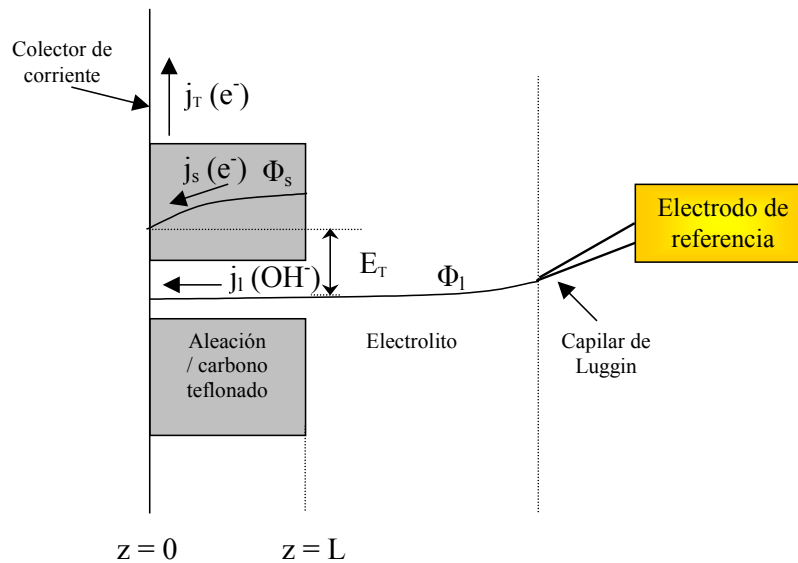 Colector de
corriente
j_T (e⁻)
j_s (e⁻)
Φ_s
Electrodo de
referencia
E_T
Φ_l
j_l (OH⁻)
Aleación
/ carbono
teflonado
Electrolito
Capilar de
Luggin
z = 0
z = L